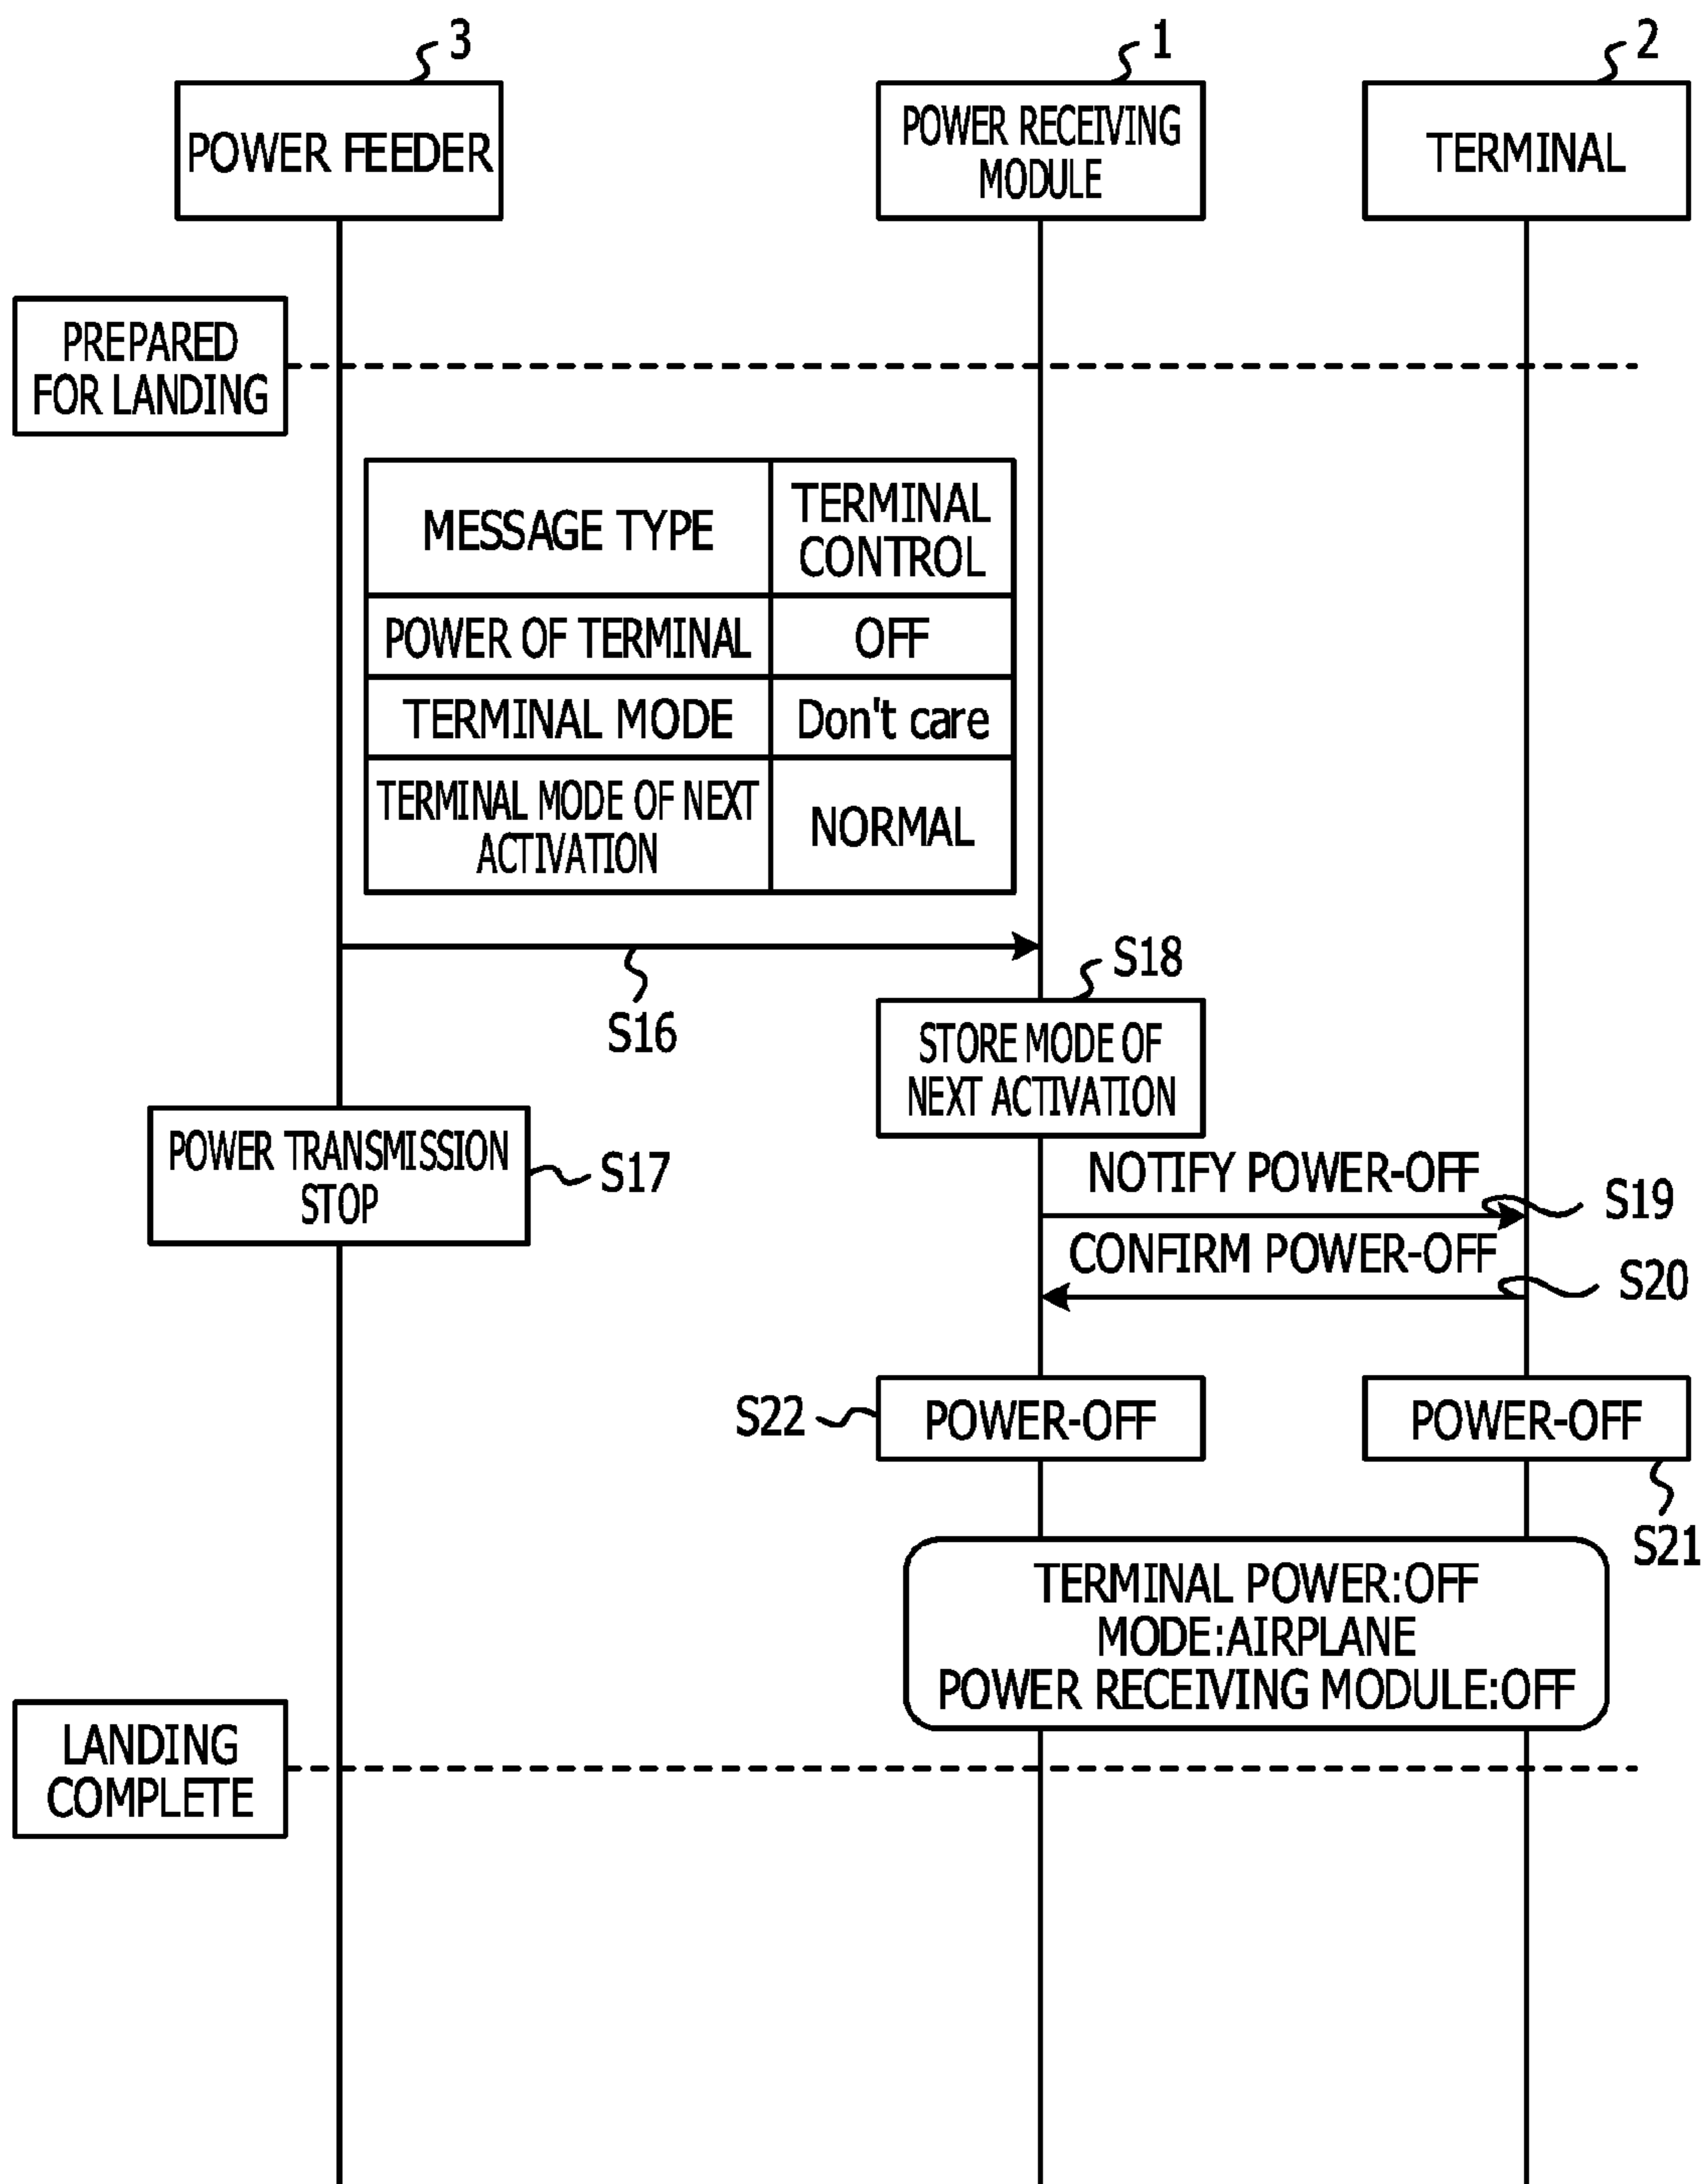 3
1
2
POWER FEEDER
POWER RECEIVING
MODULE
TERMINAL
PREPARED
FOR LANDING
MESSAGE TYPE
TERMINAL
CONTROL
POWER OF TERMINAL
OFF
TERMINAL MODE
Don't care
TERMINAL MODE OF NEXT
ACTIVATION
NORMAL
S16
S18
STORE MODE OF
NEXT ACTIVATION
POWER TRANSMISSION
STOP
S17
NOTIFY POWER-OFF
S19
CONFIRM POWER-OFF
S20
S22
POWER-OFF
POWER-OFF
S21
TERMINAL POWER:OFF
MODE:AIRPLANE
POWER RECEIVING MODULE:OFF
LANDING
COMPLETE